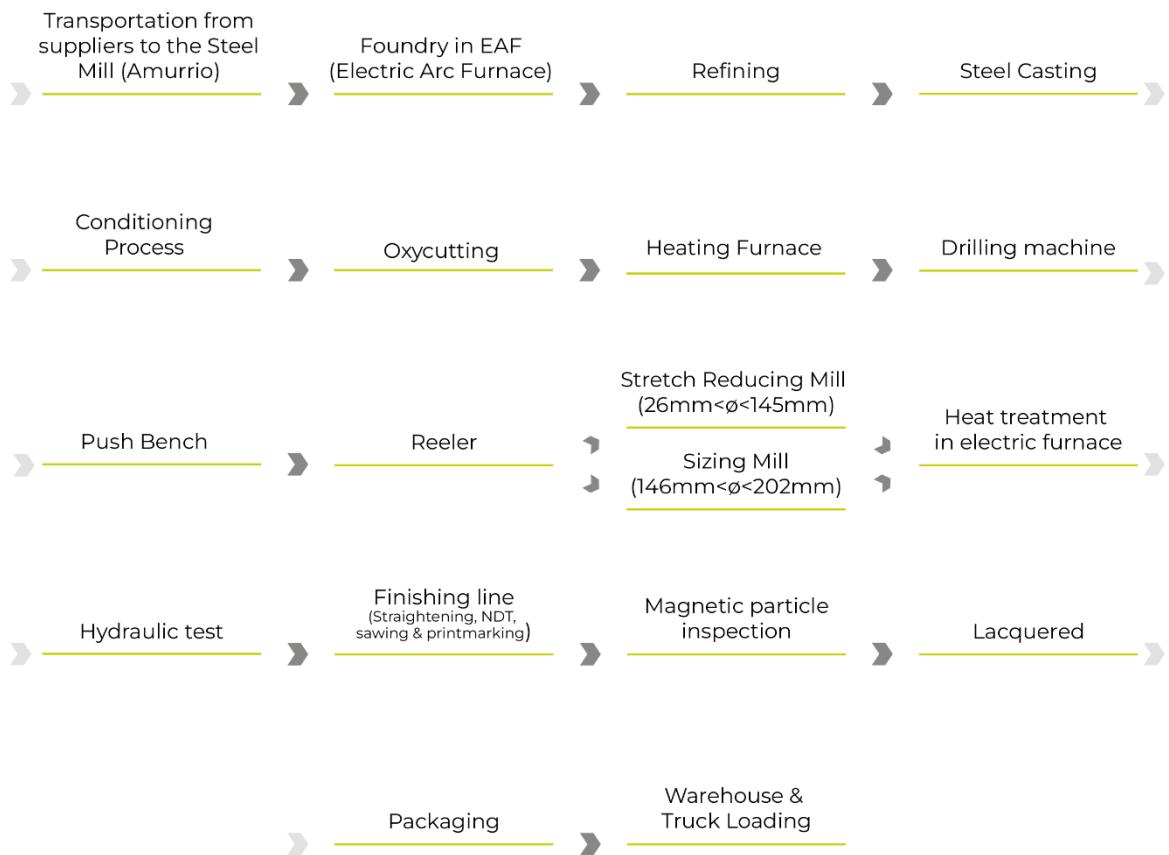 Transportation from
suppliers to the Steel
Mill (Amurrio)
Foundry in EAF
(Electric Arc Furnace)
Refining
Steel Casting
Conditioning
Process
Oxycutting
Heating Furnace
Drilling machine
Push Bench
Reeler
Stretch Reducing Mill
(26mm<ø<145mm)
Sizing Mill
(146mm<ø<202mm)
Heat treatment
in electric furnace
Hydraulic test
Finishing line
(Straightening, NDT,
sawing & printmarking)
Magnetic particle
inspection
Lacquered
Packaging
Warehouse &
Truck Loading